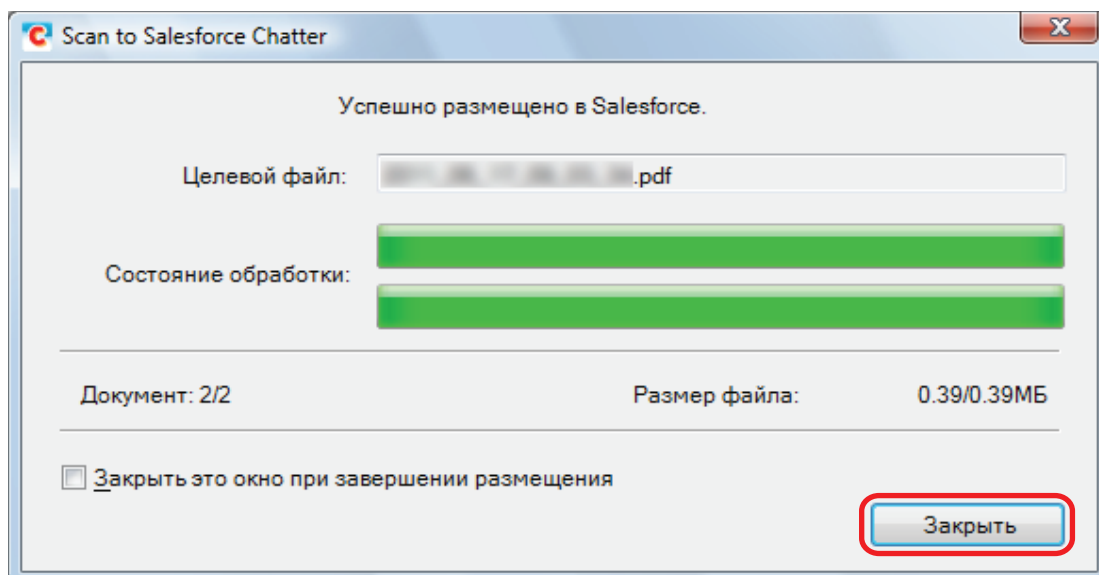 Scan to Salesforce Chatter
Успешно размещено в Salesforce.
Целевой файл: .pdf
Состояние обработки:
Документ: 2/2 Размер файла: 0.39/0.39МБ
Закрыть это окно при завершении размещения
Закрыть